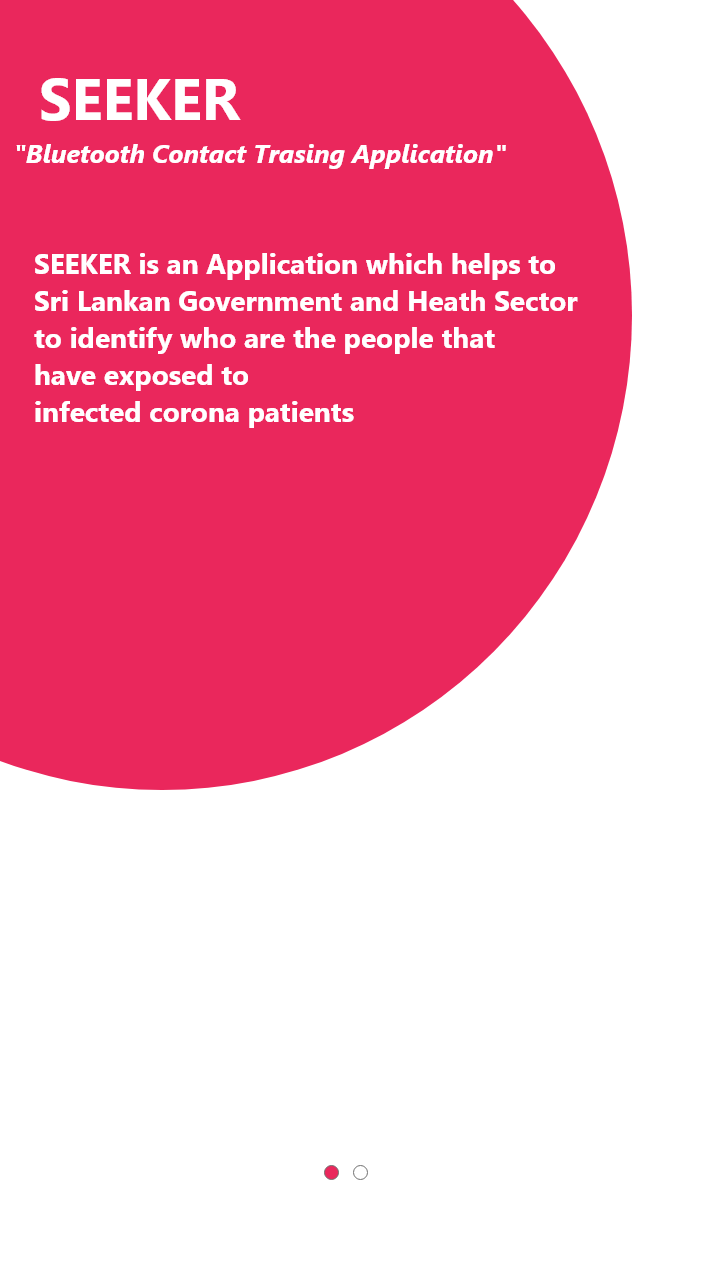 SEEKER
"Bluetooth Contact Trasing Application"
SEEKER is an Application which helps to
Sri Lankan Government and Heath Sector
to identify who are the people that
have exposed to
infected corona patients